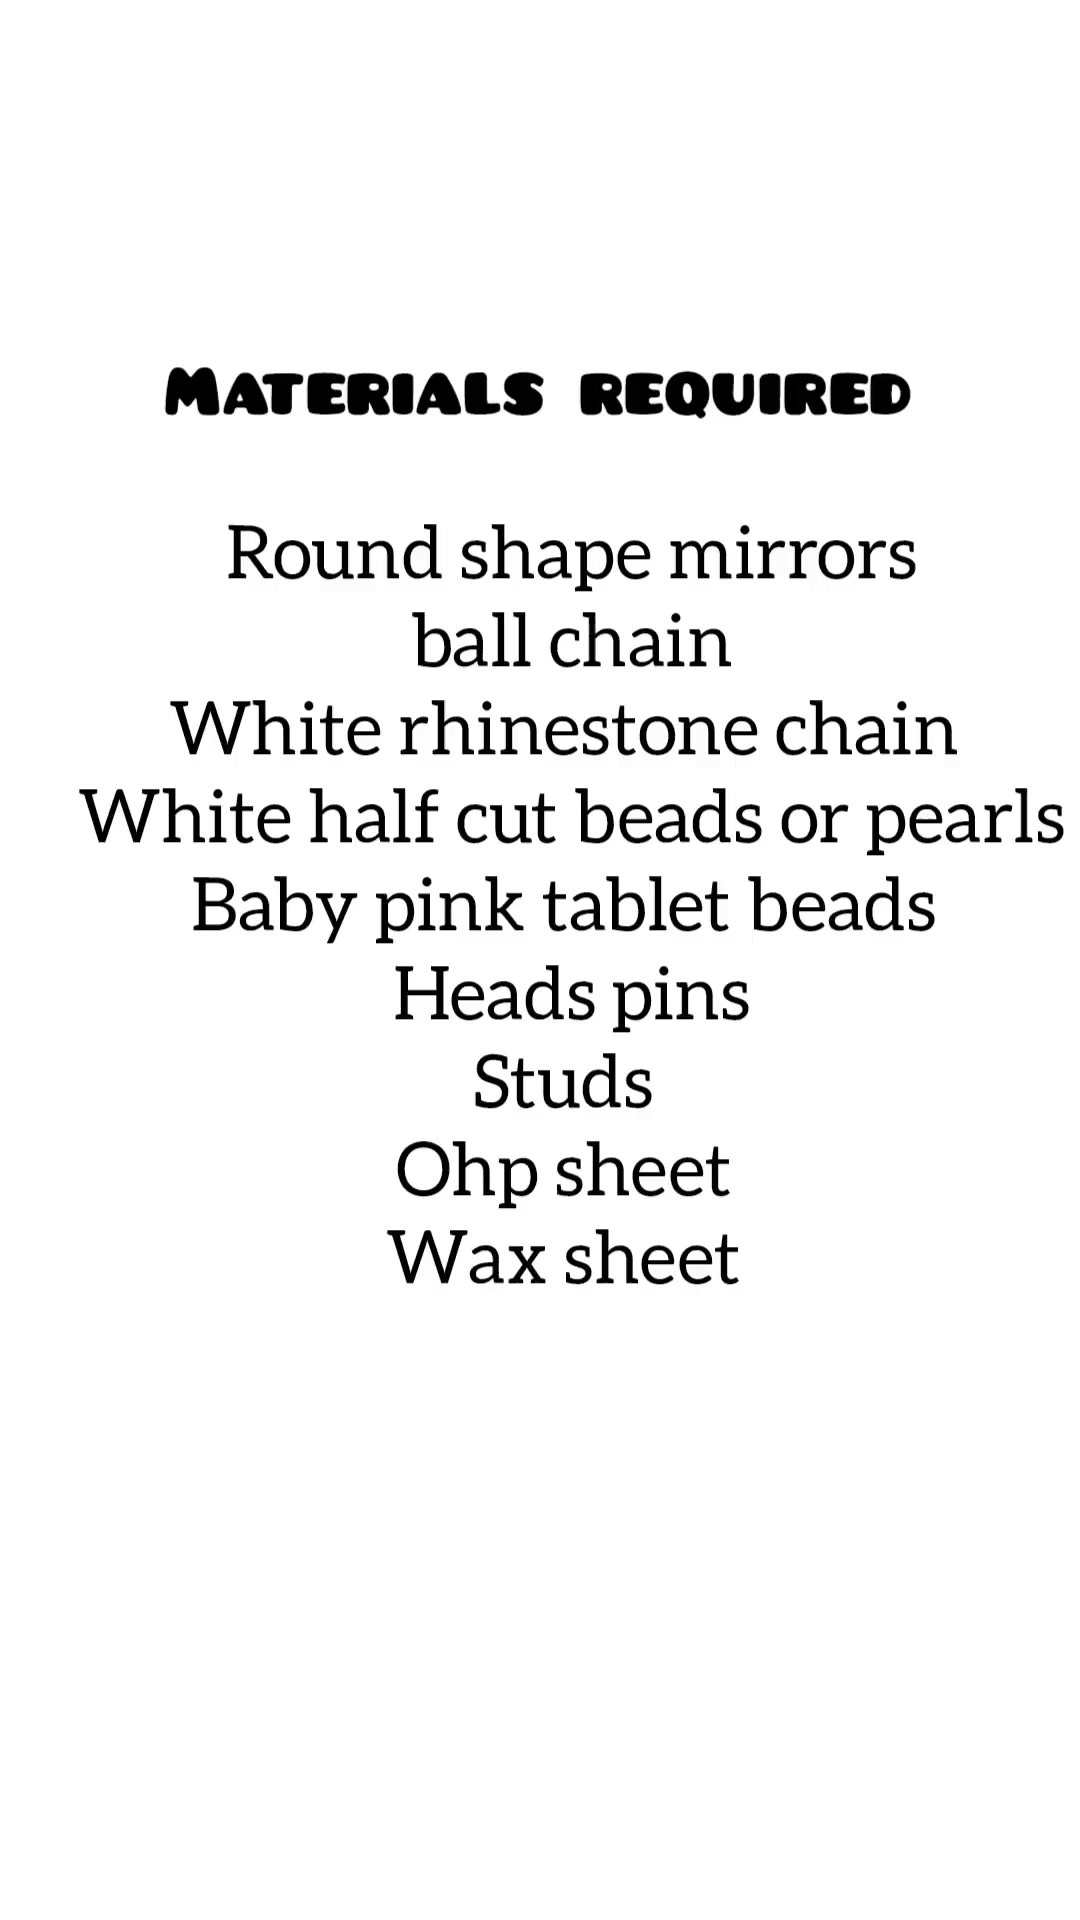 Materials required
Round shape mirrors
ball chain
White rhinestone chain
White half cut beads or pearls
Baby pink tablet beads
Heads pins
Studs
Ohp sheet
Wax sheet